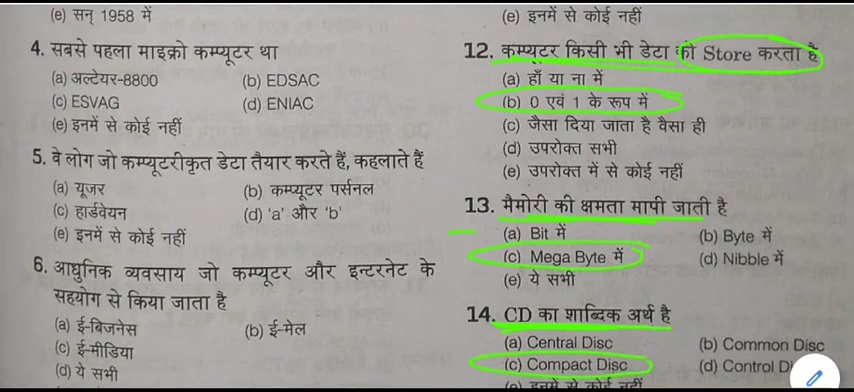 (e) सन् 1958 में
4. सबसे पहला माइक्रो कम्प्यूटर था
(a) अल्टेयर-8800 (b) EDSAC
(c) ESVAG (d) ENIAC
(e) इनमें से कोई नहीं
5. वे लोग जो कम्प्यूटरीकृत डेटा तैयार करते हैं, कहलाते हैं
(a) यूजर (b) कम्प्यूटर पर्सनल
(c) हार्डवेयन (d) 'a' और 'b'
(e) इनमें से कोई नहीं
6. आधुनिक व्यवसाय जो कम्प्यूटर और इन्टरनेट के
सहयोग से किया जाता है
(a) ई-बिजनेस (b) ई-मेल
(c) ई-मीडिया
(d) ये सभी
(e) इनमें से कोई नहीं
12. कम्प्यूटर किसी भी डेटा को Store करता है
(a) हाँ या ना में
(b) 0 एवं 1 के रूप में
(c) जैसा दिया जाता है वैसा ही
(d) उपरोक्त सभी
(e) उपरोक्त में से कोई नहीं
13. मैमोरी की क्षमता मापी जाती है
(a) Bit में (b) Byte में
(c) Mega Byte में (d) Nibble में
(e) ये सभी
14. CD का शाब्दिक अर्थ है
(a) Central Disc (b) Common Disc
(c) Compact Disc (d) Control
(e) इनमें से कोई नहीं